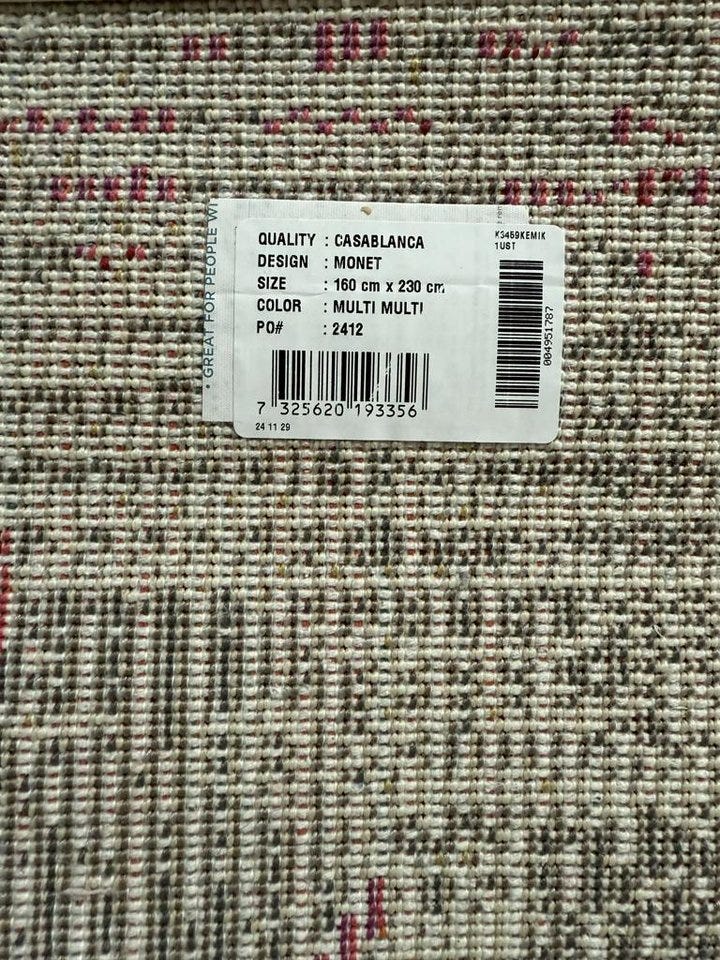 QUALITY : CASABLANCA
DESIGN : MONET
SIZE : 160 cm x 230 cm
COLOR : MULTI MULTI
PO# : 2412
7 325620 193356
24 11 29
K3459KEMIK
1UST
004951787
• GREAT FOR PEOPLE WI